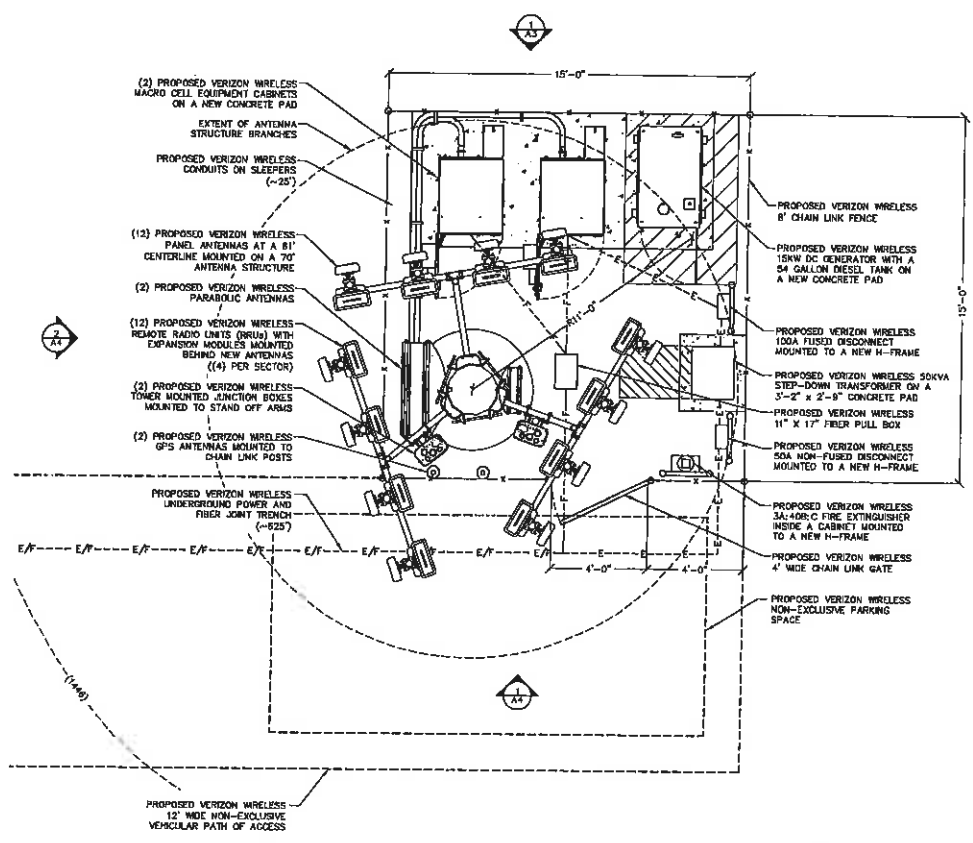 1
A3
15'-0"
(2) PROPOSED VERIZON WIRELESS
MACRO CELL EQUIPMENT CABINETS
ON A NEW CONCRETE PAD
EXTENT OF ANTENNA
STRUCTURE BRANCHES
PROPOSED VERIZON WIRELESS
CONDUITS ON SLEEPERS
(~25')
(12) PROPOSED VERIZON WIRELESS
PANEL ANTENNAS AT A 61'
CENTERLINE MOUNTED ON A 70'
ANTENNA STRUCTURE
(2) PROPOSED VERIZON WIRELESS
PARABOLIC ANTENNAS
2
A4
(12) PROPOSED VERIZON WIRELESS
REMOTE RADIO UNITS (RRUs) WITH
EXPANSION MODULES MOUNTED
BEHIND NEW ANTENNAS
((4) PER SECTOR)
(2) PROPOSED VERIZON WIRELESS
TOWER MOUNTED JUNCTION BOXES
MOUNTED TO STAND OFF ARMS
(2) PROPOSED VERIZON WIRELESS
GPS ANTENNAS MOUNTED TO
CHAIN LINK POSTS
PROPOSED VERIZON WIRELESS
UNDERGROUND POWER AND
FIBER JOINT TRENCH
(~525')
R11'-0"
PROPOSED VERIZON WIRELESS
8' CHAIN LINK FENCE
PROPOSED VERIZON WIRELESS
15KW DC GENERATOR WITH A
54 GALLON DIESEL TANK ON
A NEW CONCRETE PAD
15'-0"
PROPOSED VERIZON WIRELESS
100A FUSED DISCONNECT
MOUNTED TO A NEW H-FRAME
PROPOSED VERIZON WIRELESS 50KVA
STEP-DOWN TRANSFORMER ON A
3'-2" x 2'-9" CONCRETE PAD
PROPOSED VERIZON WIRELESS
11" X 17" FIBER PULL BOX
PROPOSED VERIZON WIRELESS
50A NON-FUSED DISCONNECT
MOUNTED TO A NEW H-FRAME
PROPOSED VERIZON WIRELESS
3A:40B:C FIRE EXTINGUISHER
INSIDE A CABINET MOUNTED
TO A NEW H-FRAME
PROPOSED VERIZON WIRELESS
4' WIDE CHAIN LINK GATE
PROPOSED VERIZON WIRELESS
NON-EXCLUSIVE PARKING
SPACE
E/F E/F E/F E/F E/F E/F E/F E/F E E E
4'-0" 4'-0"
(1446)
1
A4
PROPOSED VERIZON WIRELESS
12' WIDE NON-EXCLUSIVE
VEHICULAR PATH OF ACCESS